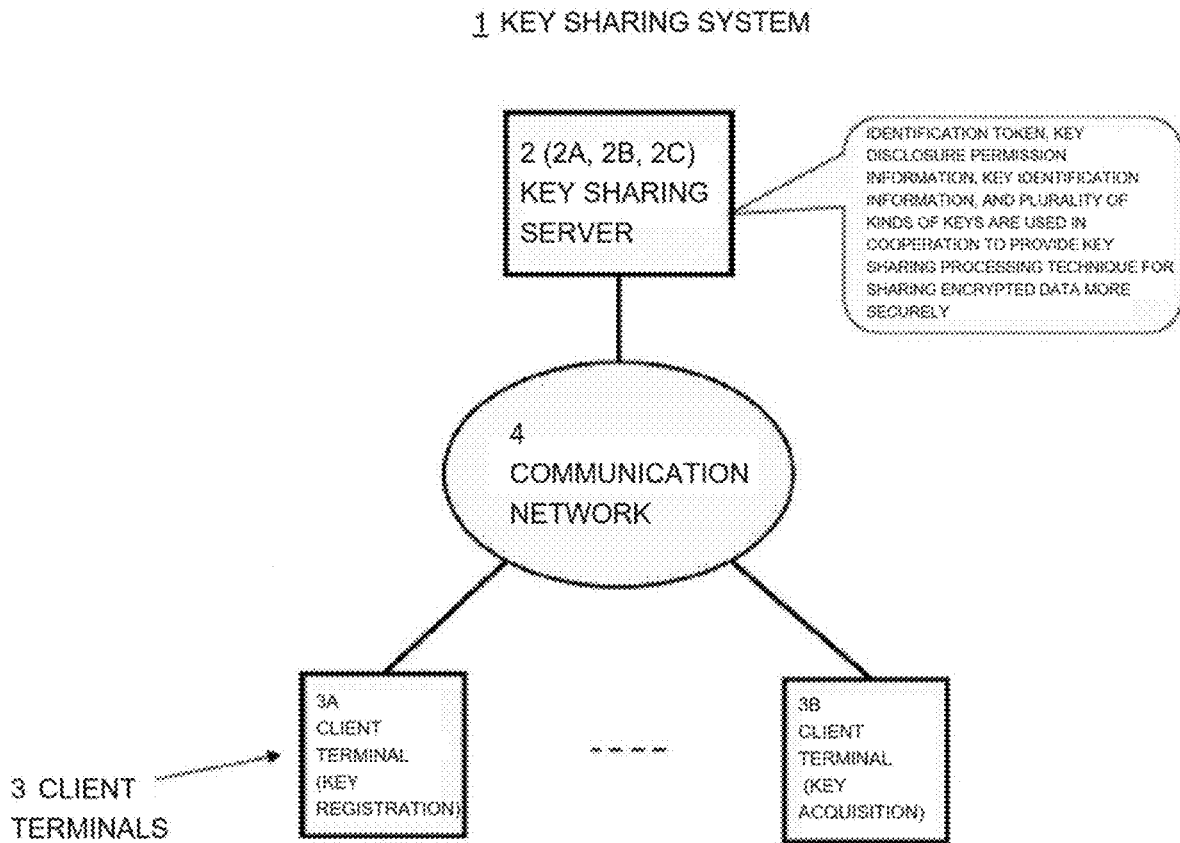 1 KEY SHARING SYSTEM
2 (2A, 2B, 2C)
KEY SHARING
SERVER
IDENTIFICATION TOKEN, KEY
DISCLOSURE PERMISSION
INFORMATION, KEY IDENTIFICATION
INFORMATION, AND PLURALITY OF
KINDS OF KEYS ARE USED IN
COOPERATION TO PROVIDE KEY
SHARING PROCESSING TECHNIQUE FOR
SHARING ENCRYPTED DATA MORE
SECURELY
4
COMMUNICATION
NETWORK
3A
CLIENT
TERMINAL
(KEY
REGISTRATION)
3B
CLIENT
TERMINAL
(KEY
ACQUISITION)
3 CLIENT
TERMINALS